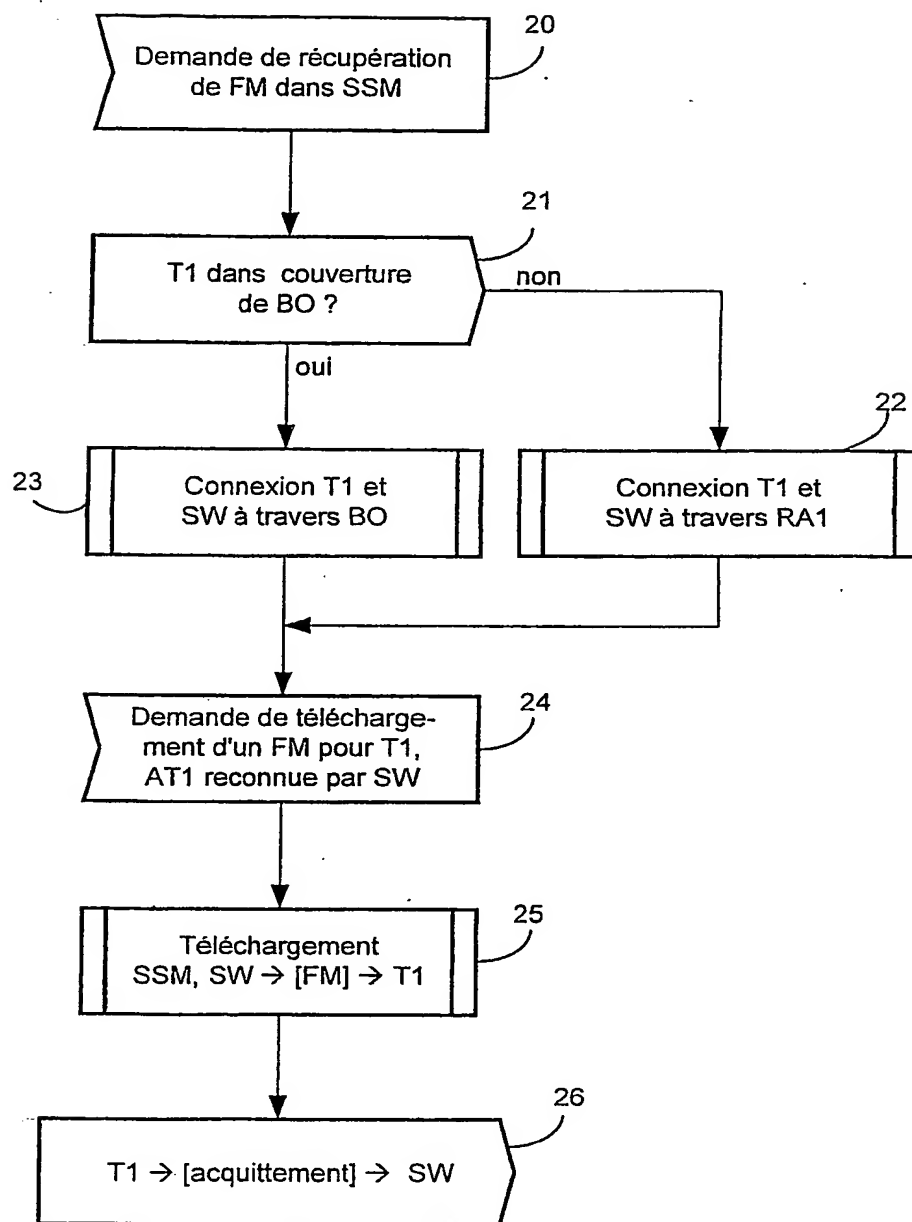 20
Demande de récupération
de FM dans SSM
21
T1 dans couverture
de BO ?
non
oui
22
23
Connexion T1 et
SW à travers BO
Connexion T1 et
SW à travers RA1
24
Demande de télécharge-
ment d'un FM pour T1,
AT1 reconnue par SW
25
Téléchargement
SSM, SW → [FM] → T1
26
T1 → [acquittement] → SW